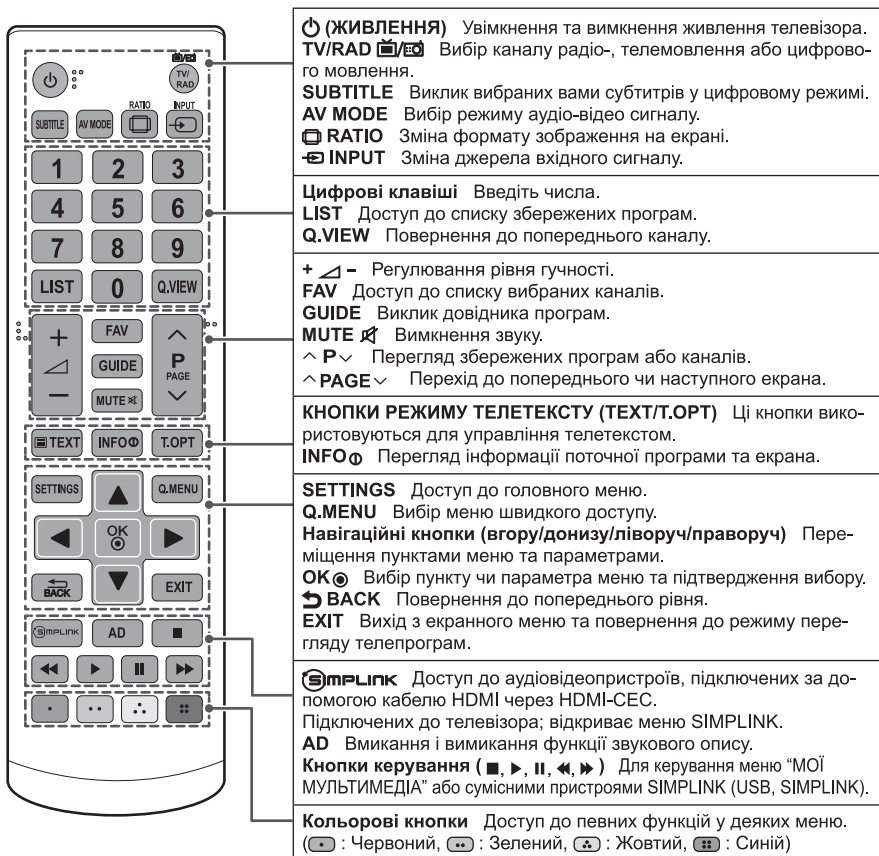 TV/
RAD
RATIO
INPUT
SUBTITLE
AV MODE
1
2
3
4
5
6
7
8
9
LIST
0
Q.VIEW
+
FAV
P
PAGE
GUIDE
−
MUTE
TEXT
INFO
T.OPT
SETTINGS
Q.MENU
OK
BACK
EXIT
SIMPLINK
AD
(ЖИВЛЕННЯ) Увімкнення та вимкнення живлення телевізора.
TV/RAD Вибір каналу радіо-, телемовлення або цифрово-
го мовлення.
SUBTITLE Виклик вибраних вами субтитрів у цифровому режимі.
AV MODE Вибір режиму аудіо-відео сигналу.
RATIO Зміна формату зображення на екрані.
INPUT Зміна джерела вхідного сигналу.
Цифрові клавіші Введіть числа.
LIST Доступ до списку збережених програм.
Q.VIEW Повернення до попереднього каналу.
+ − Регулювання рівня гучності.
FAV Доступ до списку вибраних каналів.
GUIDE Виклик довідника програм.
MUTE Вимкнення звуку.
P Перегляд збережених програм або каналів.
PAGE Перехід до попереднього чи наступного екрана.
КНОПКИ РЕЖИМУ ТЕЛЕТЕКСТУ (TEXT/T.OPT) Ці кнопки вико-
ристовуються для управління телетекстом.
INFO Перегляд інформації поточної програми та екрана.
SETTINGS Доступ до головного меню.
Q.MENU Вибір меню швидкого доступу.
Навігаційні кнопки (вгору/донизу/ліворуч/праворуч) Пере-
міщення пунктами меню та параметрами.
OK Вибір пункту чи параметра меню та підтвердження вибору.
BACK Повернення до попереднього рівня.
EXIT Вихід з екранного меню та повернення до режиму пере-
гляду телепрограм.
SIMPLINK Доступ до аудіовідеопристроїв, підключених за до-
помогою кабелю HDMI через HDMI-CEC.
Підключених до телевізора; відкриває меню SIMPLINK.
AD Вмикання і вимикання функції звукового опису.
Кнопки керування ( ■, ▶, ⏸, ◀◀, ▶▶ ) Для керування меню “МОЇ
МУЛЬТИМЕДІА” або сумісними пристроями SIMPLINK (USB, SIMPLINK).
Кольорові кнопки Доступ до певних функцій у деяких меню.
( : Червоний, : Зелений, : Жовтий, : Синій)